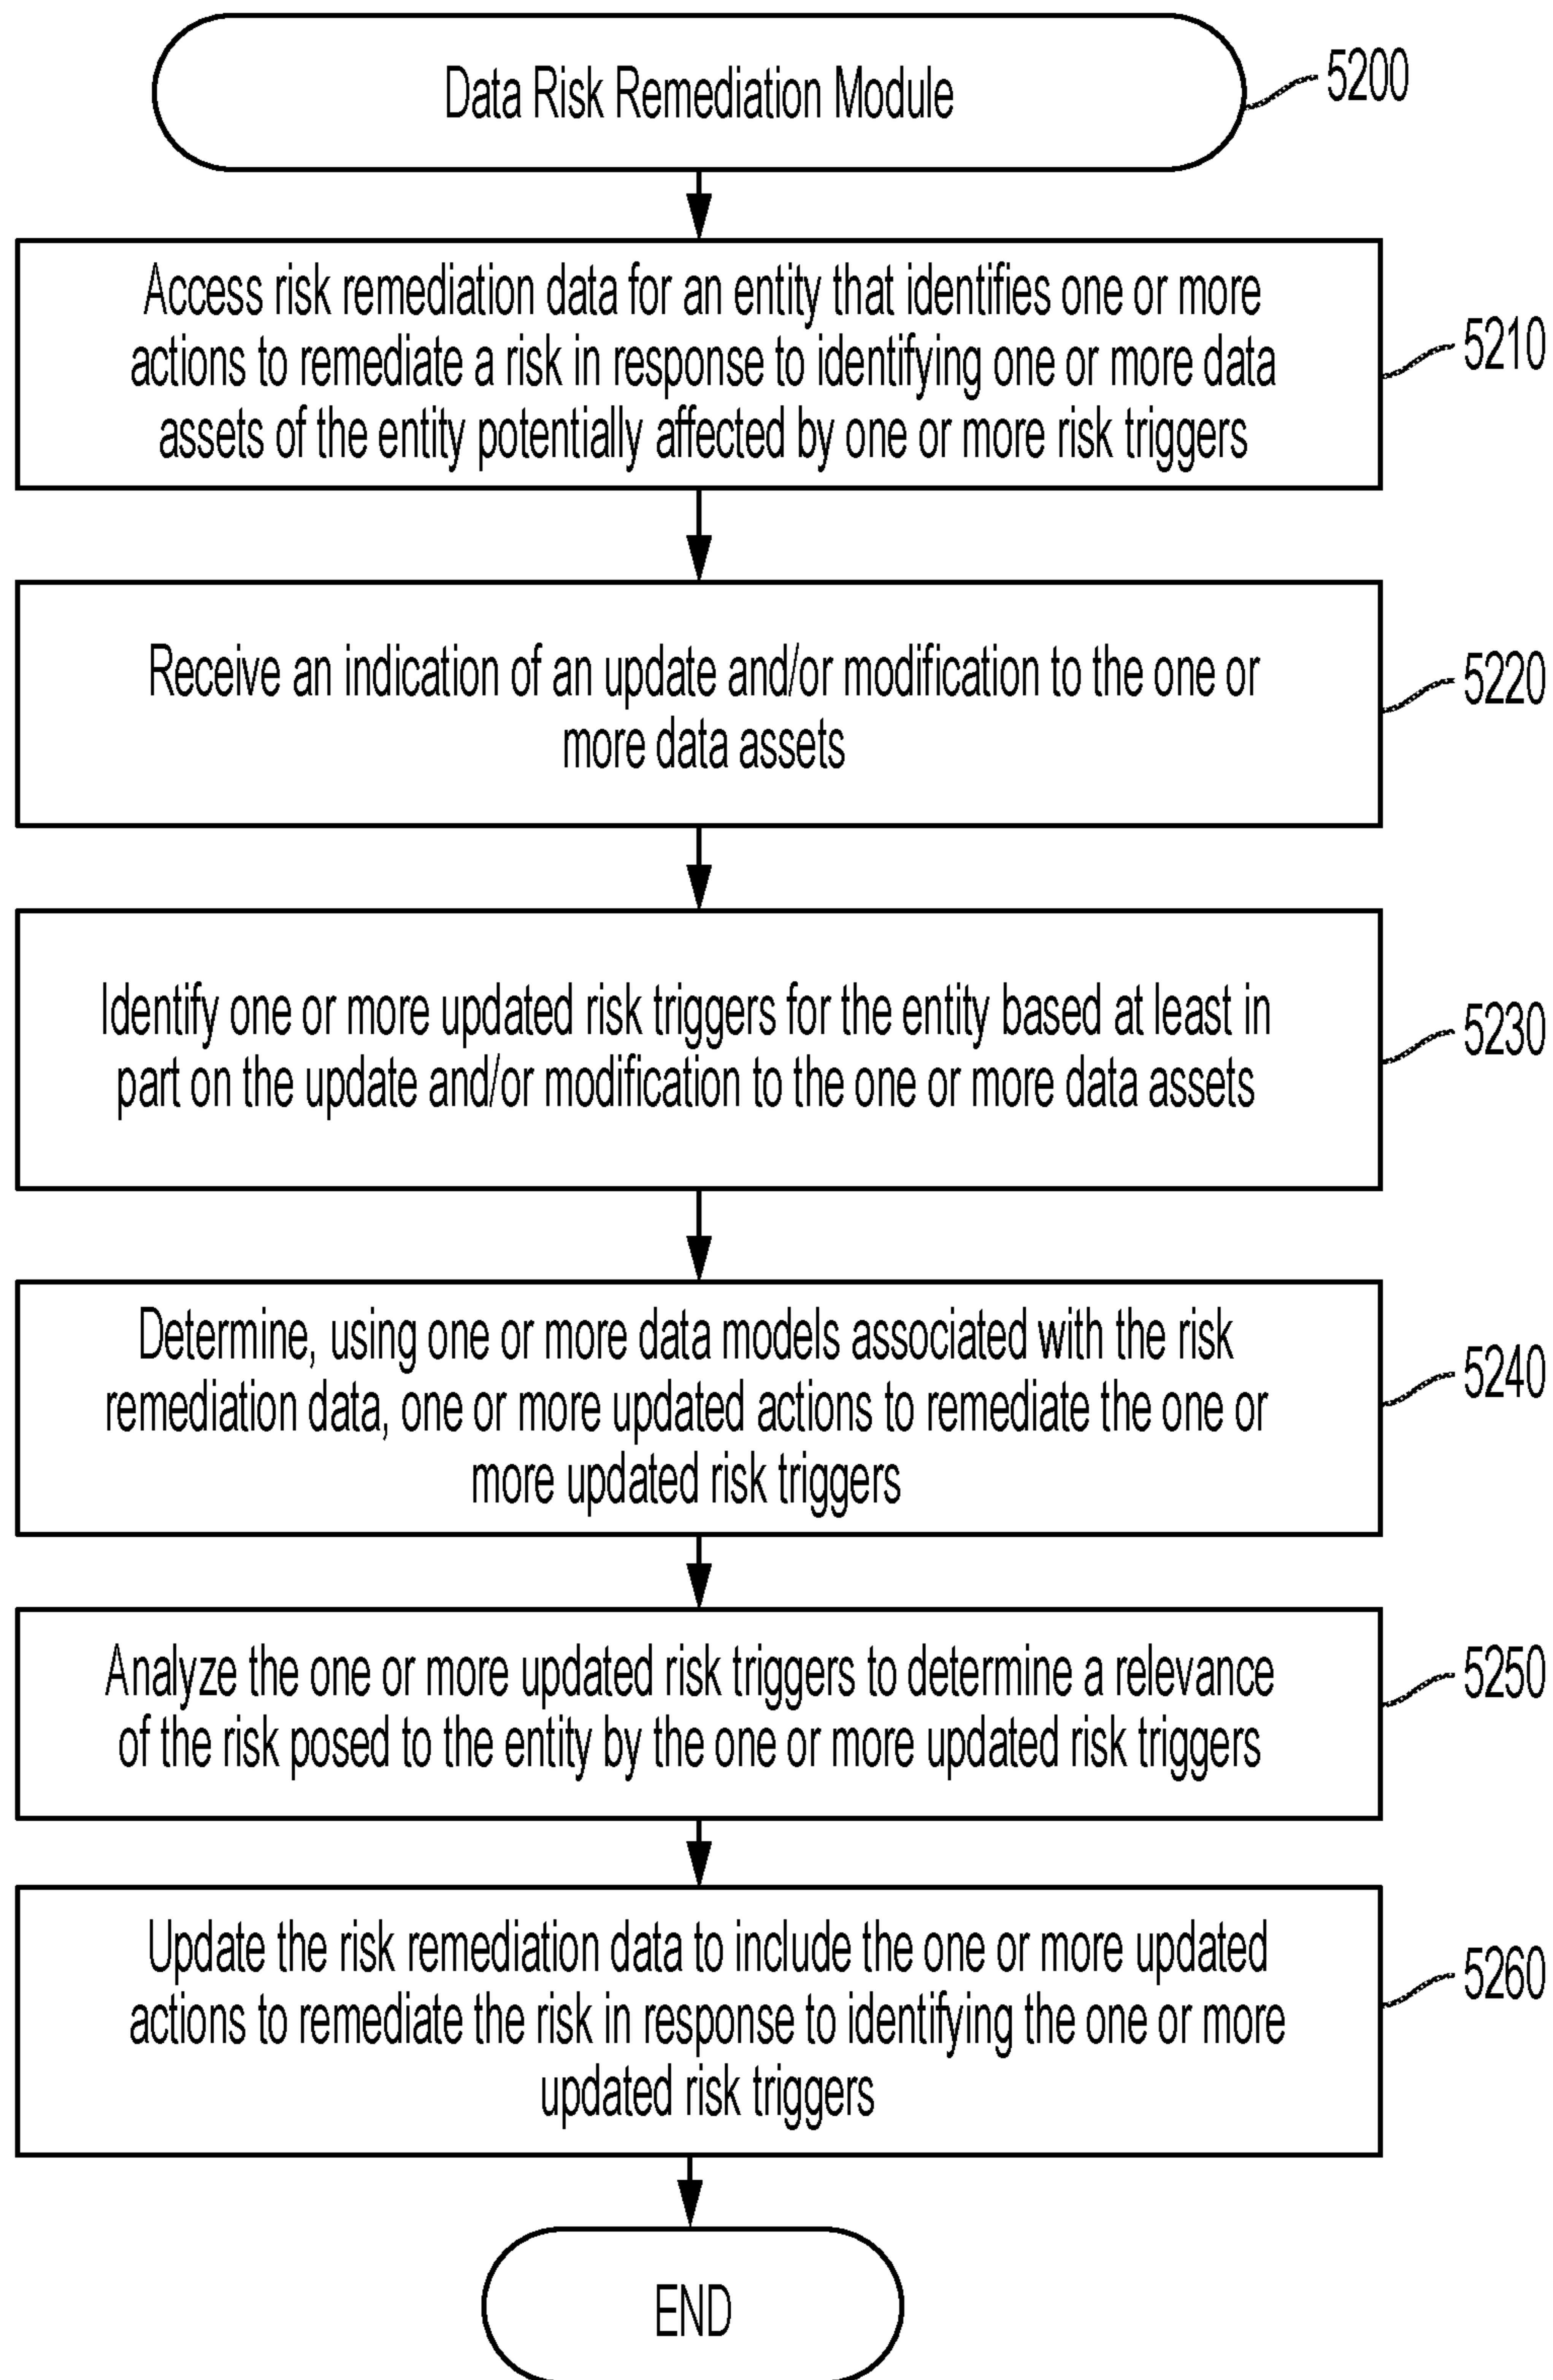 Data Risk Remediation Module
5200
Access risk remediation data for an entity that identifies one or more
actions to remediate a risk in response to identifying one or more data
assets of the entity potentially affected by one or more risk triggers
5210
Receive an indication of an update and/or modification to the one or
more data assets
5220
Identify one or more updated risk triggers for the entity based at least in
part on the update and/or modification to the one or more data assets
5230
Determine, using one or more data models associated with the risk
remediation data, one or more updated actions to remediate the one or
more updated risk triggers
5240
Analyze the one or more updated risk triggers to determine a relevance
of the risk posed to the entity by the one or more updated risk triggers
5250
Update the risk remediation data to include the one or more updated
actions to remediate the risk in response to identifying the one or more
updated risk triggers
5260
END